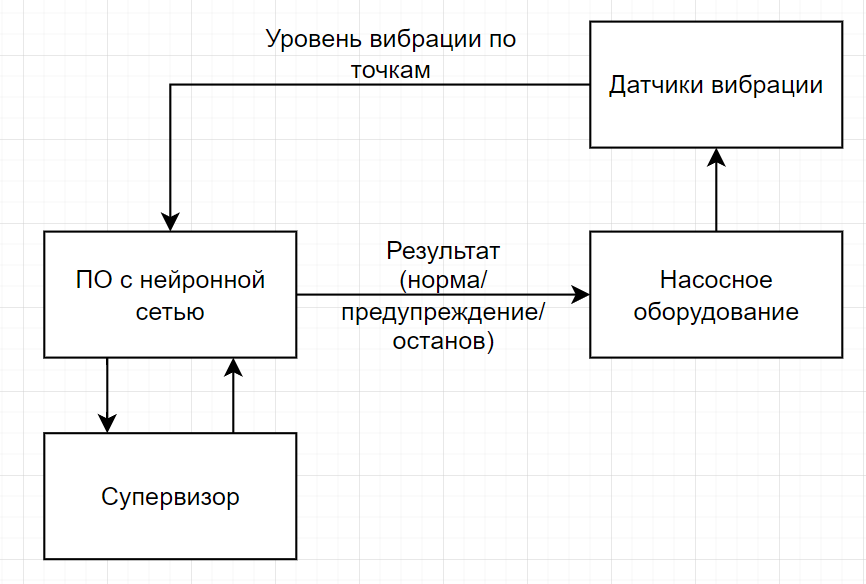 Уровень вибрации по
точкам
Датчики вибрации
ПО с нейронной
сетью
Результат
(норма/
предупреждение/
останов)
Насосное
оборудование
Супервизор